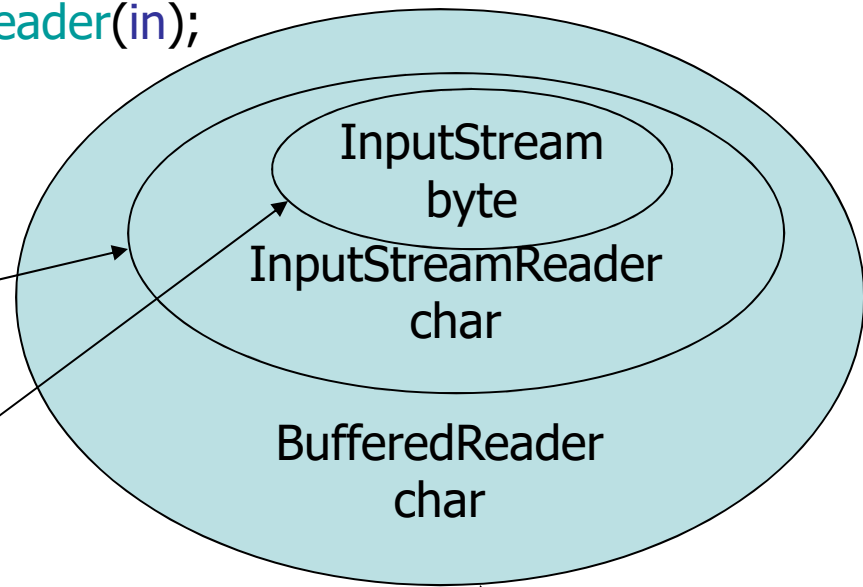 eader(in);
InputStream
byte
InputStreamReader
char
BufferedReader
char